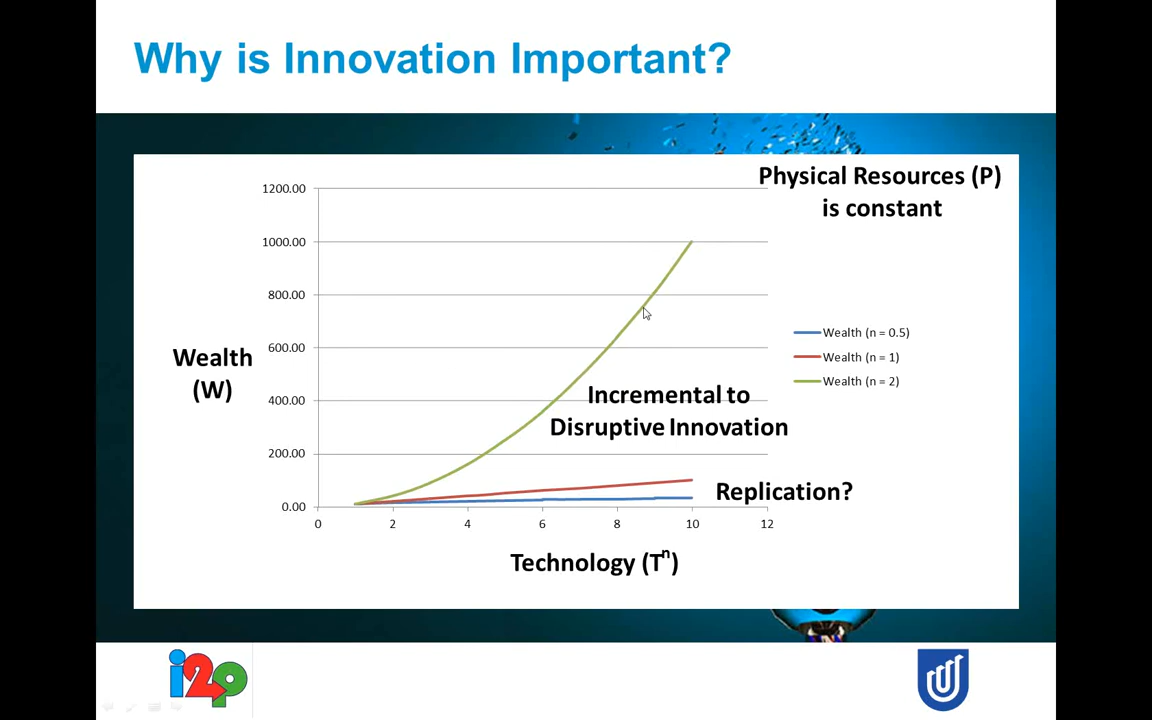 Why is Innovation Important?
Physical Resources (P)
is constant
1200.00
1000.00
800.00
600.00
400.00
200.00
0.00
Wealth
(W)
Wealth (n = 0.5)
Wealth (n = 1)
Wealth (n = 2)
Incremental to
Disruptive Innovation
Replication?
0 2 4 6 8 10 12
Technology (Tⁿ)
i2p